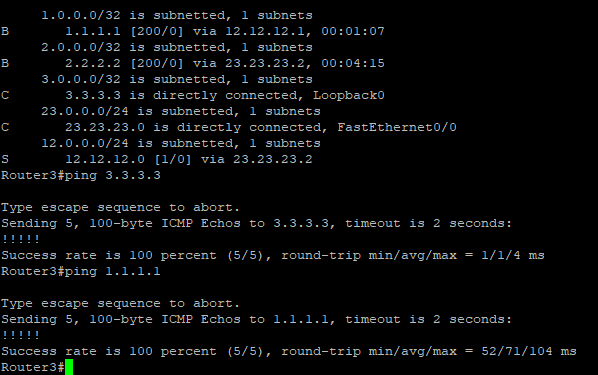 1.0.0.0/32 is subnetted, 1 subnets
B 1.1.1.1 [200/0] via 12.12.12.1, 00:01:07
2.0.0.0/32 is subnetted, 1 subnets
B 2.2.2.2 [200/0] via 23.23.23.2, 00:04:15
3.0.0.0/32 is subnetted, 1 subnets
C 3.3.3.3 is directly connected, Loopback0
23.0.0.0/24 is subnetted, 1 subnets
C 23.23.23.0 is directly connected, FastEthernet0/0
12.0.0.0/24 is subnetted, 1 subnets
S 12.12.12.0 [1/0] via 23.23.23.2
Router3#ping 3.3.3.3
Type escape sequence to abort.
Sending 5, 100-byte ICMP Echos to 3.3.3.3, timeout is 2 seconds:
!!!!!
Success rate is 100 percent (5/5), round-trip min/avg/max = 1/1/4 ms
Router3#ping 1.1.1.1
Type escape sequence to abort.
Sending 5, 100-byte ICMP Echos to 1.1.1.1, timeout is 2 seconds:
!!!!!
Success rate is 100 percent (5/5), round-trip min/avg/max = 52/71/104 ms
Router3#